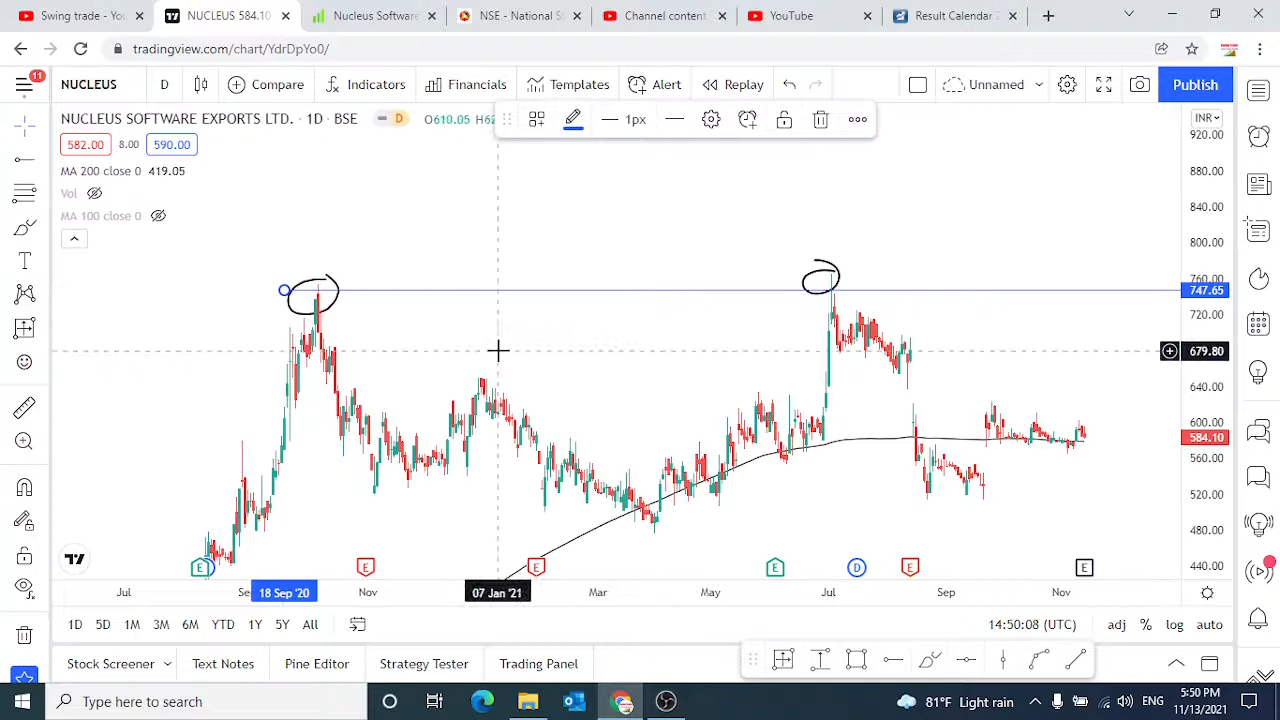 Swing trade - You
NUCLEUS 584.10
Nucleus Software
NSE - National S
Channel content
YouTube
Result Calendar 2
tradingview.com/chart/YdrDpYo0/
11
NUCLEUS
D
Compare
Indicators
Financials
Templates
Alert
Replay
Unnamed
Publish
NUCLEUS SOFTWARE EXPORTS LTD. · 1D · BSE
D
O610.05 H6
1px
INR
582.00 8.00 590.00
MA 200 close 0 419.05
Vol
MA 100 close 0
920.00
880.00
840.00
800.00
760.00
747.65
720.00
679.80
640.00
600.00
584.10
560.00
520.00
480.00
440.00
E E E E D E E
Jul
18 Sep '20
Nov
07 Jan '21
Mar
May
Jul
Sep
Nov
1D 5D 1M 3M 6M YTD 1Y 5Y All
14:50:08 (UTC) adj % log auto
Stock Screener
Text Notes
Pine Editor
Strategy Tester
Trading Panel
Type here to search
81°F Light rain
ENG
5:50 PM
11/13/2021